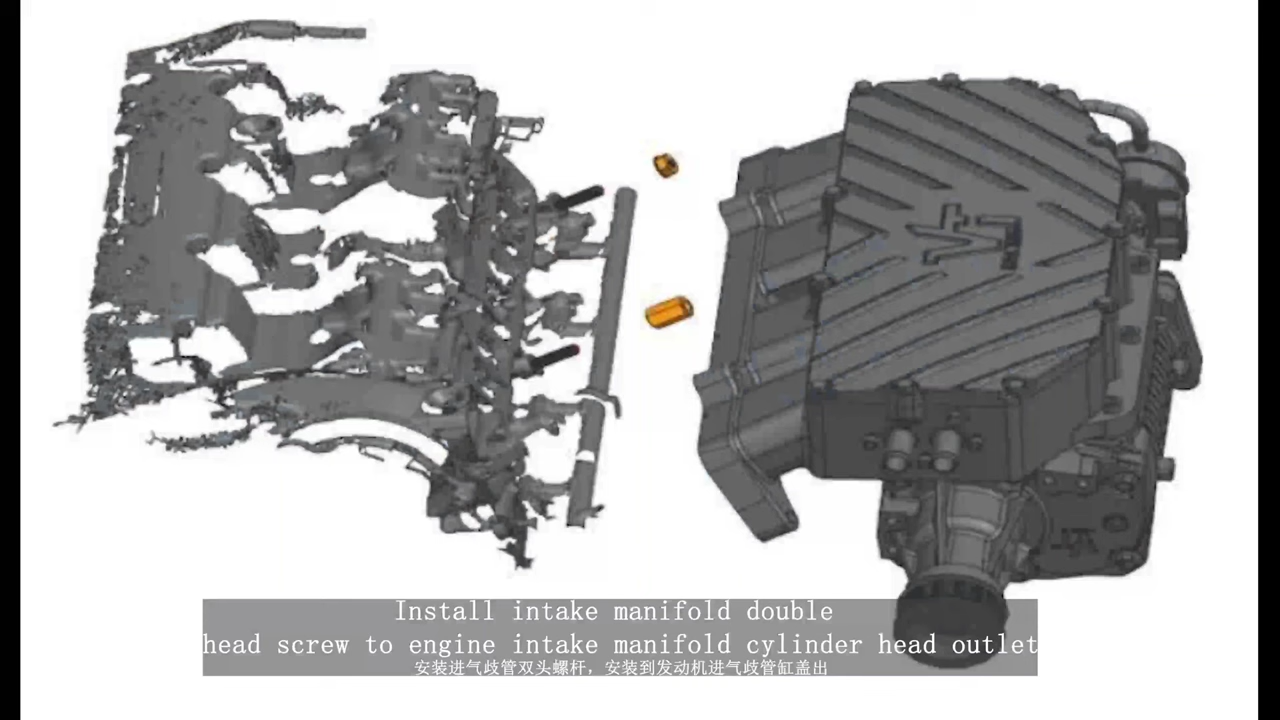 Install intake manifold double
head screw to engine intake manifold cylinder head outlet
安装进气歧管双头螺杆，安装到发动机进气歧管缸盖出